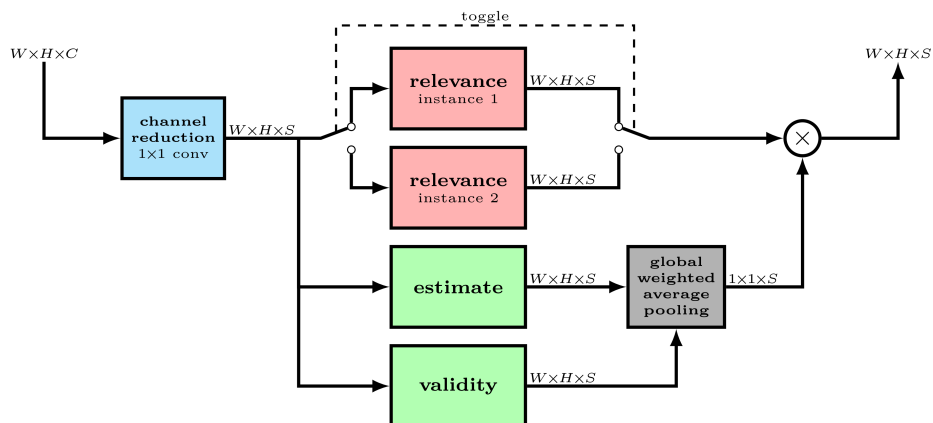 toggle
W×H×C
W×H×S
relevance
instance 1
W×H×S
channel
reduction
1×1 conv
W×H×S
relevance
instance 2
W×H×S
estimate
W×H×S
global
weighted
average
pooling
1×1×S
validity
W×H×S
×